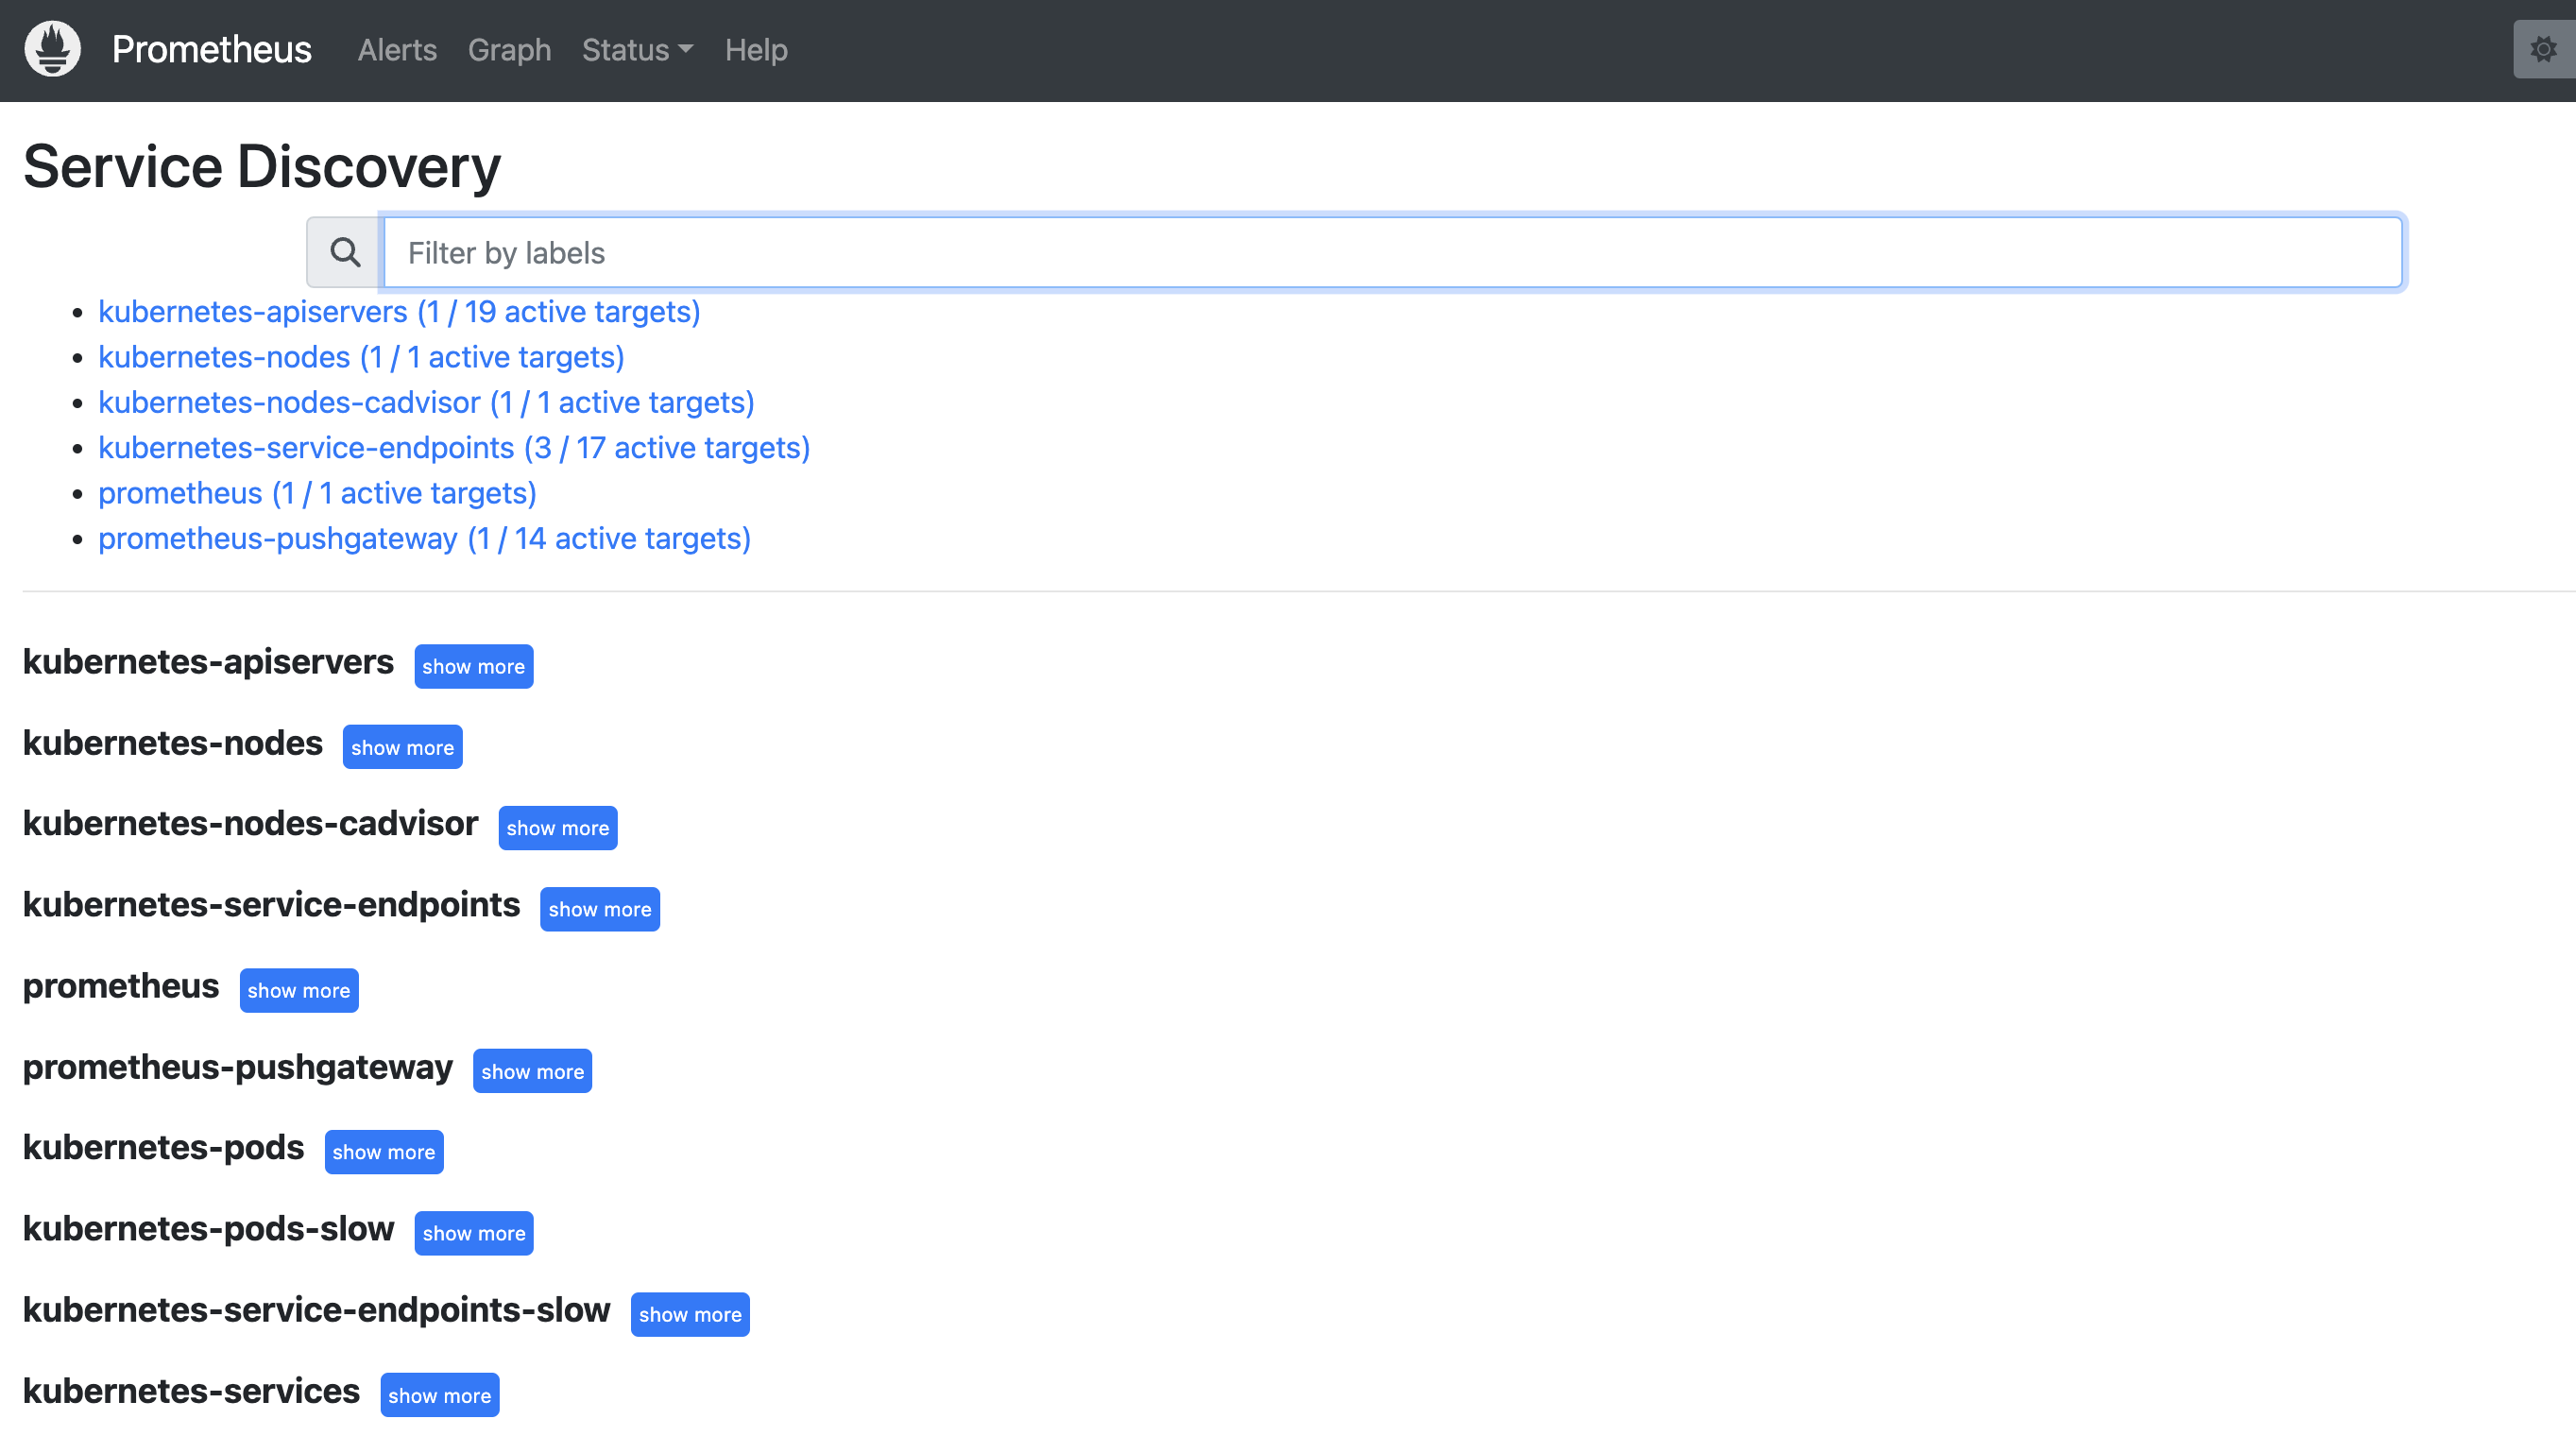 Prometheus Alerts Graph Status Help
Service Discovery
Filter by labels
kubernetes-apiservers (1 / 19 active targets)
kubernetes-nodes (1 / 1 active targets)
kubernetes-nodes-cadvisor (1 / 1 active targets)
kubernetes-service-endpoints (3 / 17 active targets)
prometheus (1 / 1 active targets)
prometheus-pushgateway (1 / 14 active targets)
kubernetes-apiservers show more
kubernetes-nodes show more
kubernetes-nodes-cadvisor show more
kubernetes-service-endpoints show more
prometheus show more
prometheus-pushgateway show more
kubernetes-pods show more
kubernetes-pods-slow show more
kubernetes-service-endpoints-slow show more
kubernetes-services show more